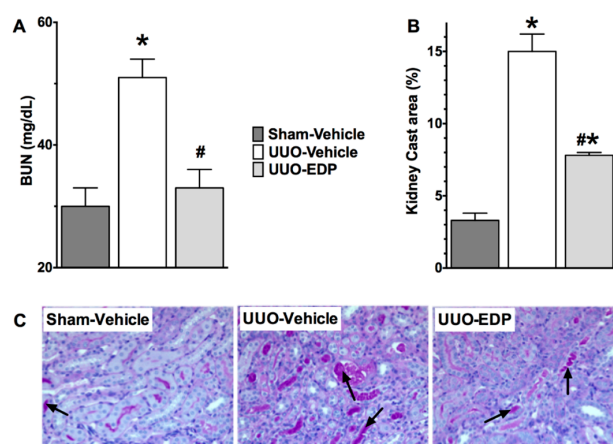 A
BUN (mg/dL)
60
40
20
*
#
Sham-Vehicle
UUO-Vehicle
UUO-EDP
B
Kidney Cast area (%)
15
10
5
0
*
#*
C
Sham-Vehicle
UUO-Vehicle
UUO-EDP